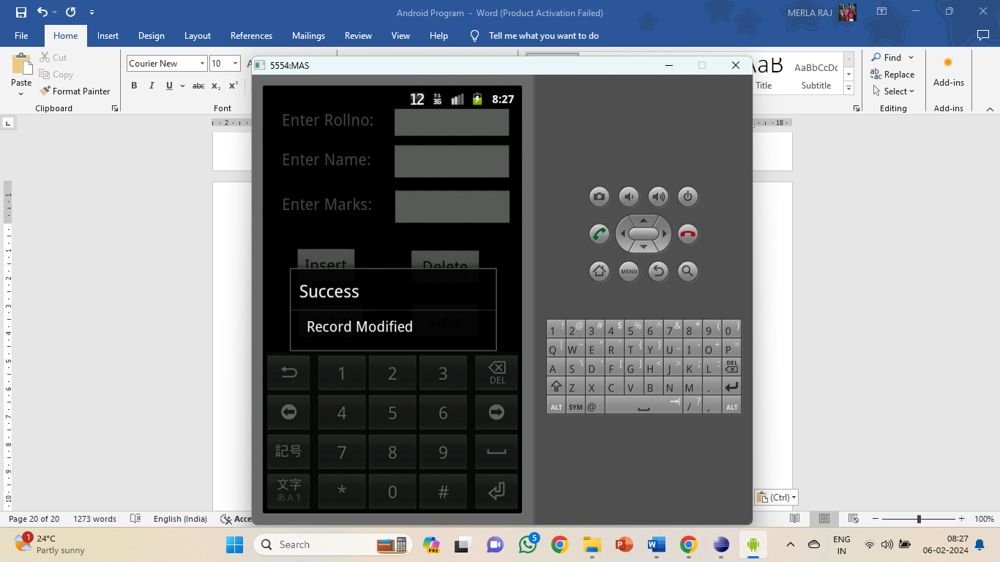 Android Program - Word (Product Activation Failed)
MERLA RAJ
File Home Insert Design Layout References Mailings Review View Help Tell me what you want to do
Paste
Cut
Copy
Format Painter
Clipboard
Courier New 10
B I U abc x₂ x²
Font
Title
AaBbCcDc
Subtitle
Find
Replace
Select
Editing
Add-ins
Add-ins
5554:MAS
12 3G 8:27
Enter Rollno:
Enter Name:
Enter Marks:
Insert Delete
View
Success
Record Modified
1 2 3 DEL
4 5 6
記号 7 8 9
文字 あ A 1 * 0 #
MENU
1 ! 2 @ 3 # 4 $ 5 % 6 ^ 7 & 8 * 9 ( 0 )
Q | W ~ E " R ` T { Y } U _ I - O + P =
A S \ D ' F [ G ] H < J > K ; L : DEL
Z X C V B N M .
ALT SYM @ / ? , ALT
(Ctrl)
Page 20 of 20 1273 words English (India) Acce 100%
1 24°C
Partly sunny
Search
PRE
5
ENG
IN
08:27
06-02-2024